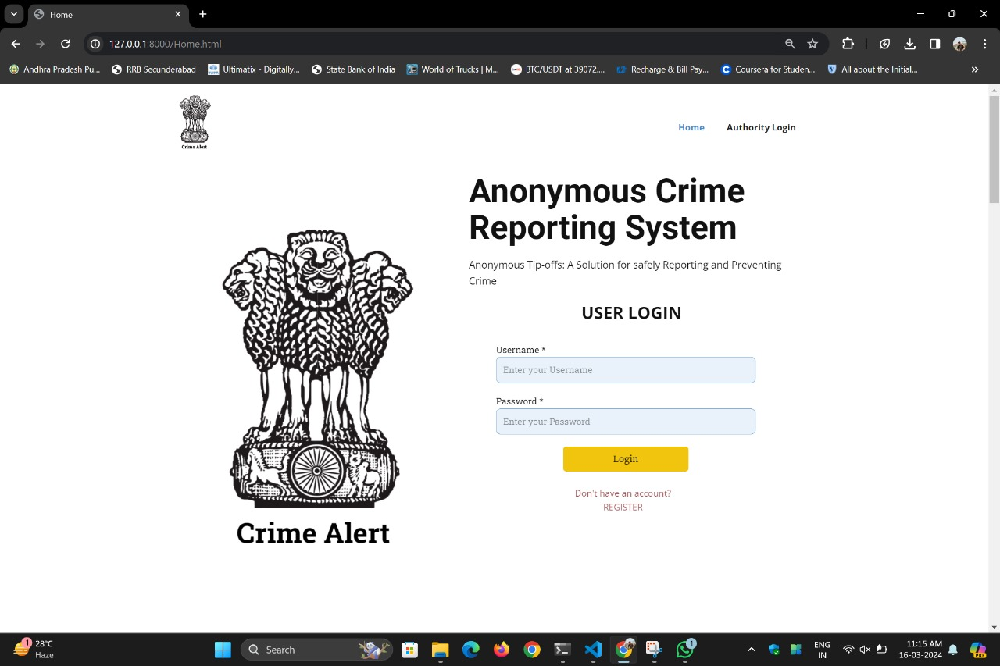 Home
127.0.0.1:8000/Home.html
Andhra Pradesh Pu...
RRB Secunderabad
Ultimatix - Digitally...
State Bank of India
World of Trucks | M...
BTC/USDT at 39072....
Recharge & Bill Pay...
Coursera for Studen...
All about the Initial...
Crime Alert
Home
Authority Login
Anonymous Crime
Reporting System
Anonymous Tip-offs: A Solution for safely Reporting and Preventing
Crime
USER LOGIN
Username *
Enter your Username
Password *
Enter your Password
Login
Don't have an account?
REGISTER
Crime Alert
1
28°C
Haze
Search
1
ENG
IN
11:15 AM
16-03-2024
PRE